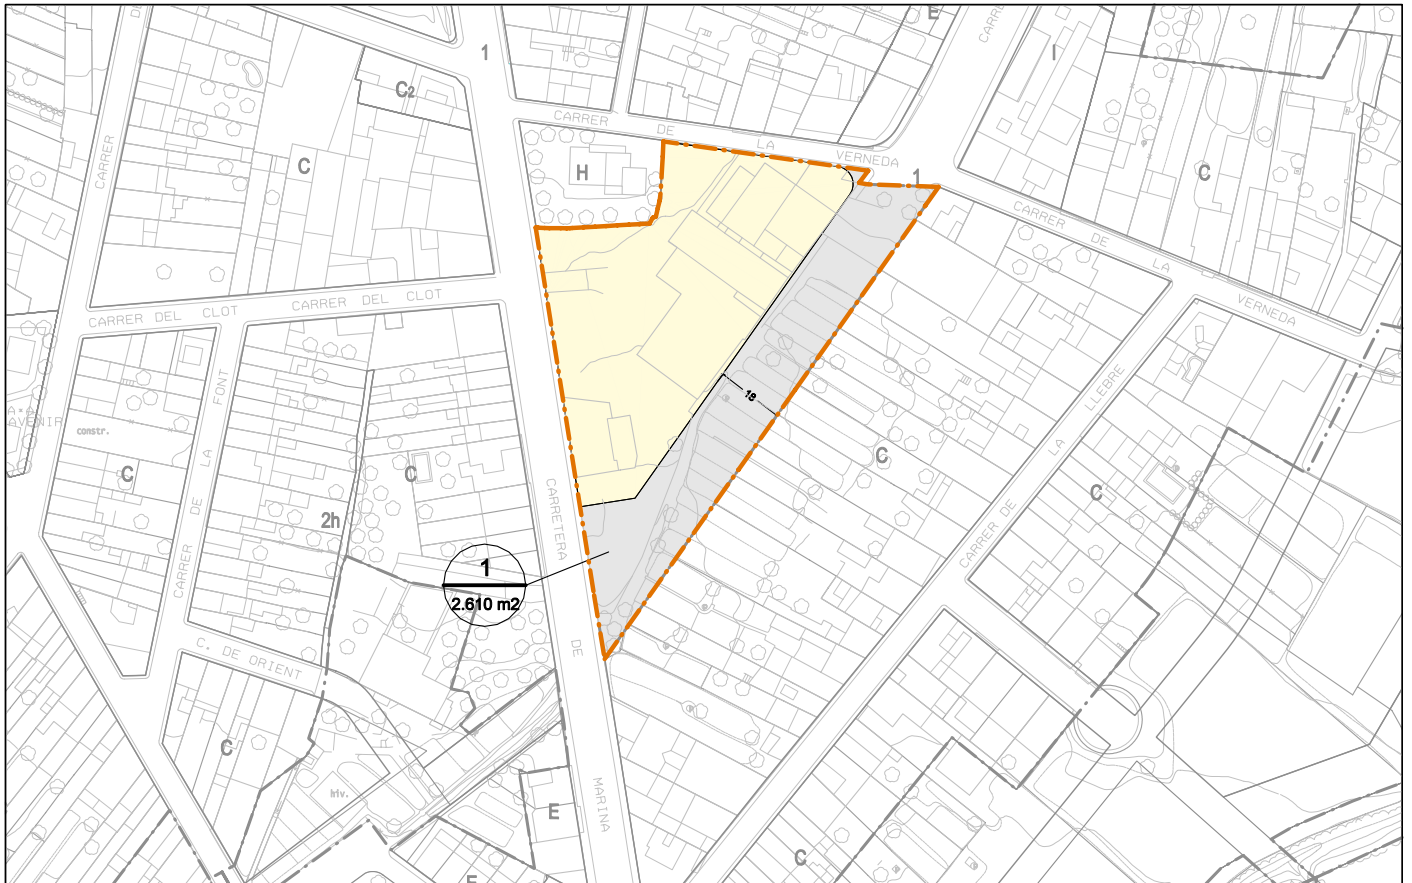 E
CARRER
DE
LA
VERNEDA
1
C2
C
H
1
I
C
CARRER
DE
LA
VERNEDA
CARRER
DE
LA
FONT
CARRER DEL CLOT
CARRER DEL CLOT
constr.
C
C
2h
18
C
C
CARRER DE
LA
LLEBRE
CARRETERA
DE
MARINA
1
2.610 m2
C. DE ORIENT
C
E
C
CARRER
AVENIR